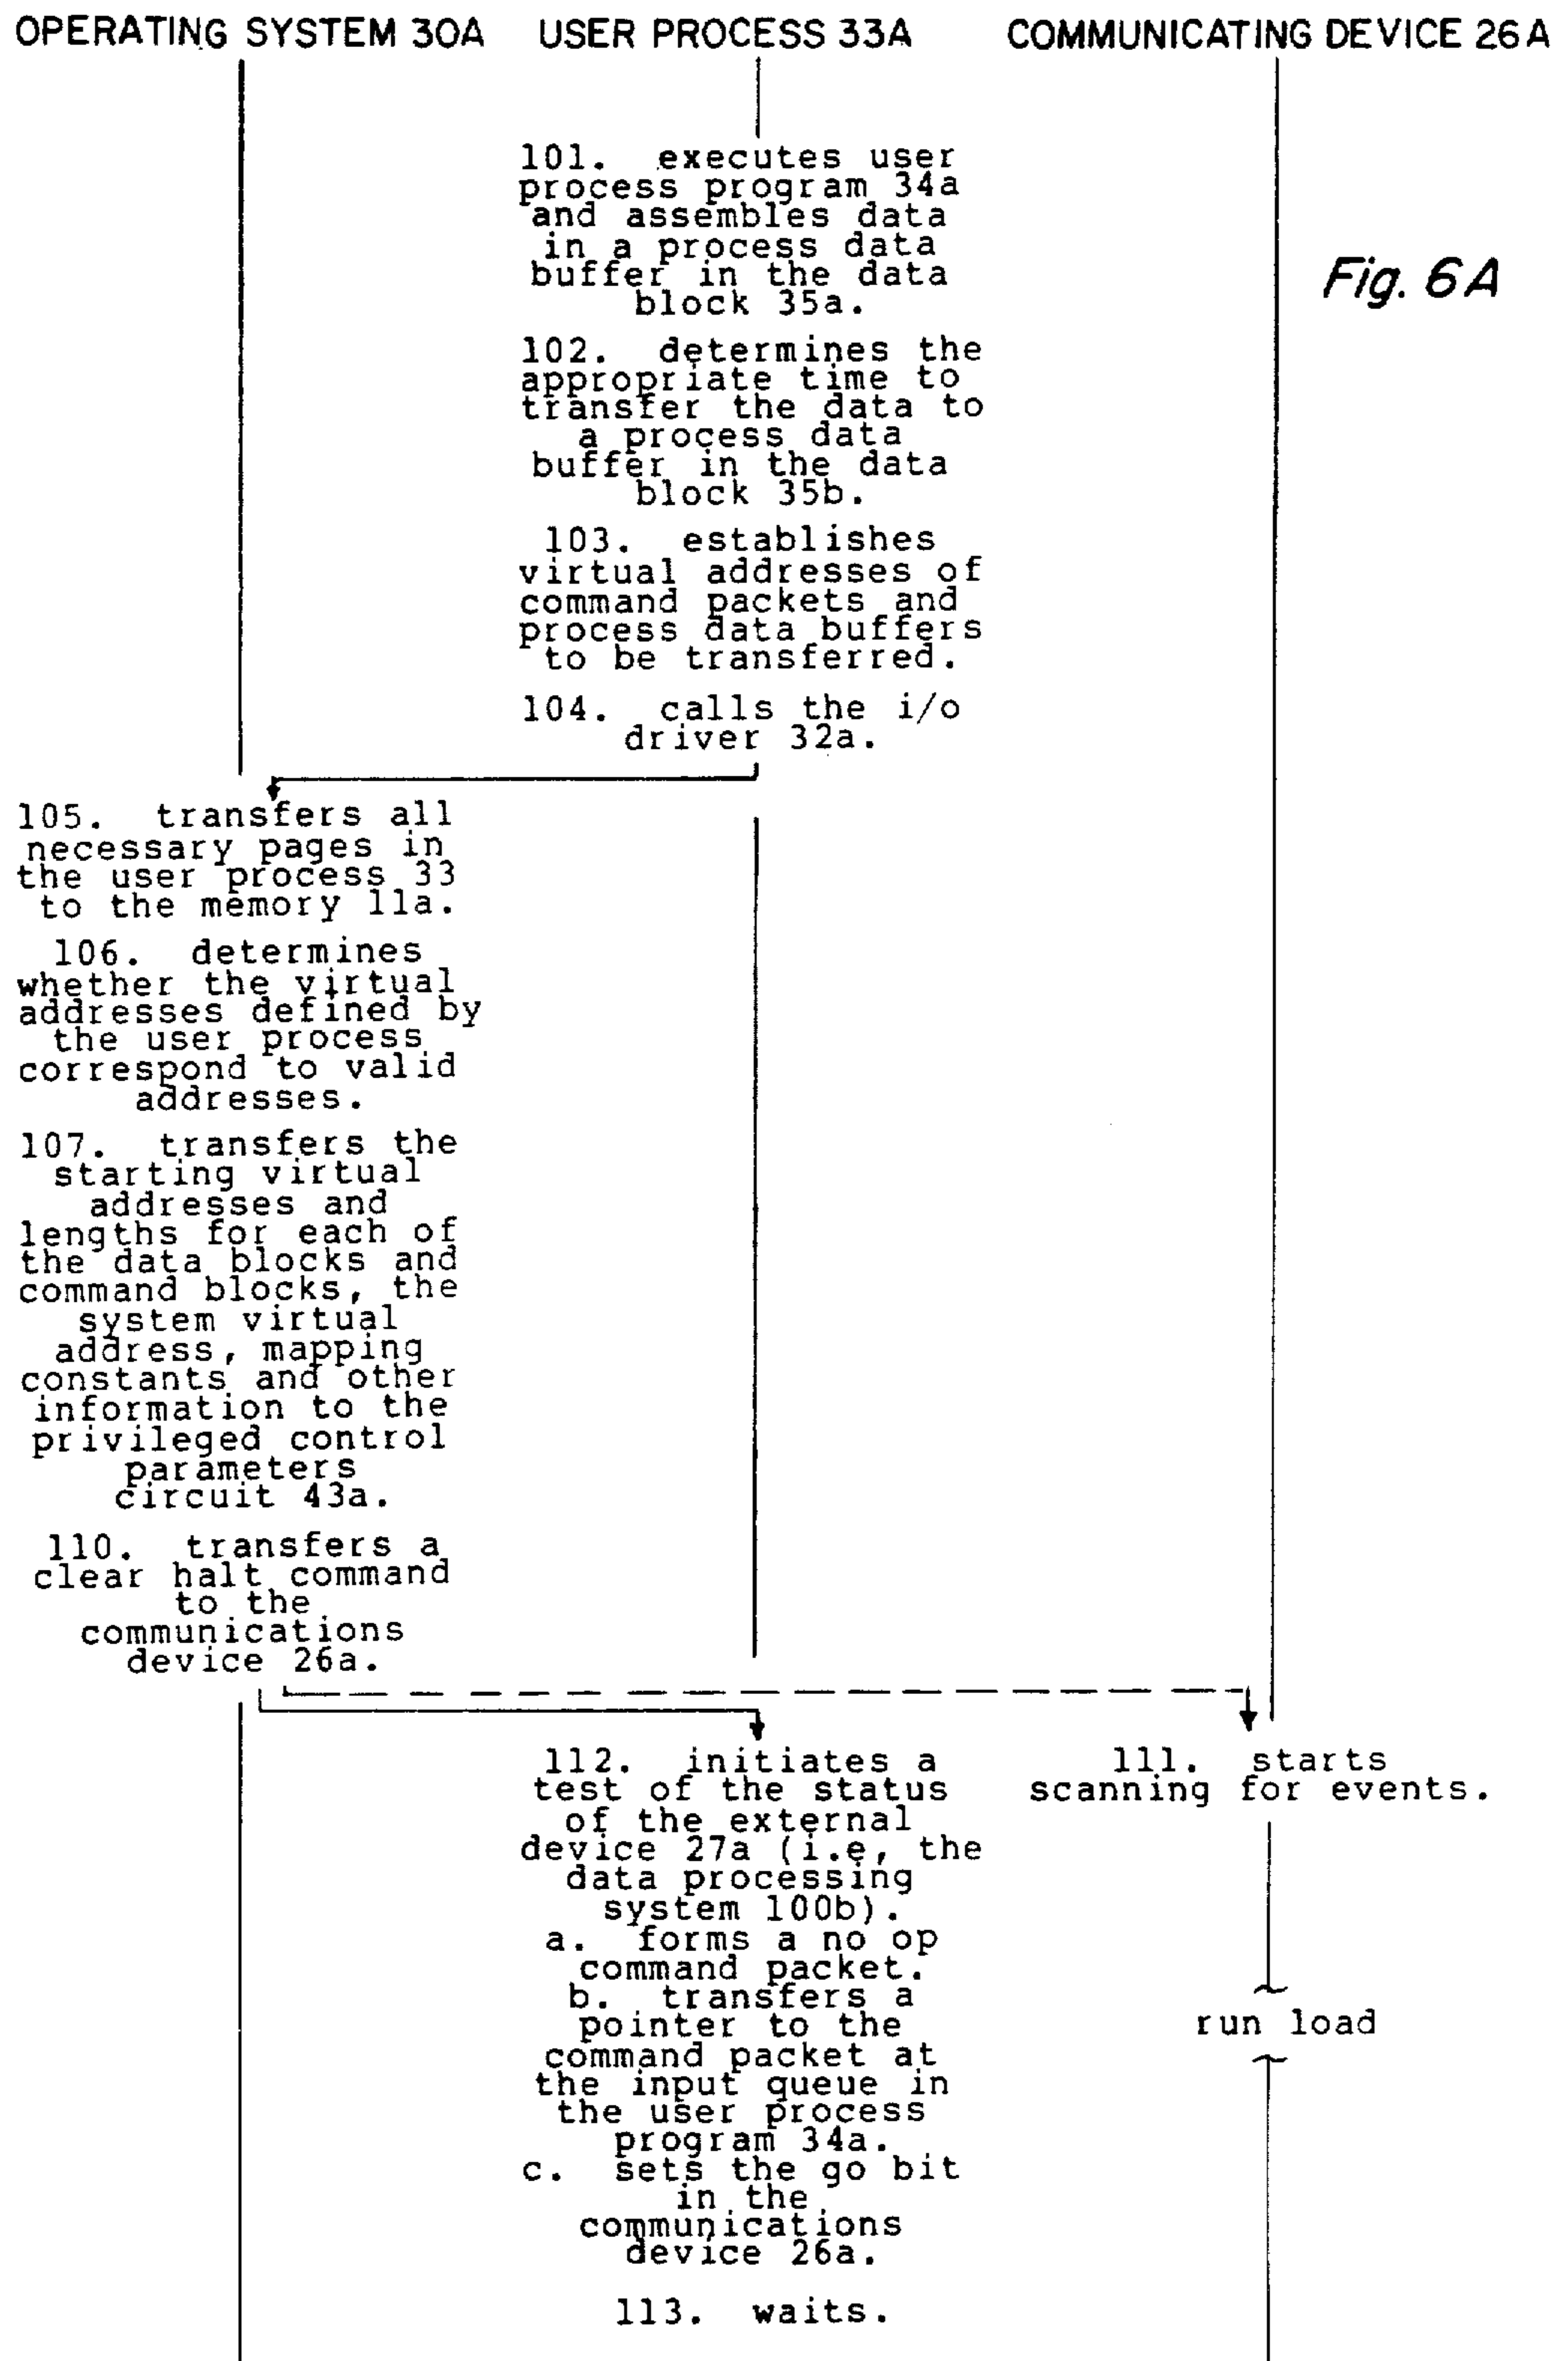 OPERATING SYSTEM 30A
USER PROCESS 33A
COMMUNICATING DEVICE 26A
101. executes user
process program 34a
and assembles data
in a process data
buffer in the data
block 35a.
Fig. 6A
102. determines the
appropriate time to
transfer the data to
a process data
buffer in the data
block 35b.
103. establishes
virtual addresses of
command packets and
process data buffers
to be transferred.
104. calls the i/o
driver 32a.
105. transfers all
necessary pages in
the user process 33
to the memory 11a.
106. determines
whether the virtual
addresses defined by
the user process
correspond to valid
addresses.
107. transfers the
starting virtual
addresses and
lengths for each of
the data blocks and
command blocks, the
system virtual
address, mapping
constants and other
information to the
privileged control
parameters
circuit 43a.
110. transfers a
clear halt command
to the
communications
device 26a.
112. initiates a
test of the status
of the external
device 27a (i.e, the
data processing
system 100b).
a. forms a no op
command packet.
b. transfers a
pointer to the
command packet at
the input queue in
the user process
program 34a.
c. sets the go bit
in the
communications
device 26a.
113. waits.
111. starts
scanning for events.
run load